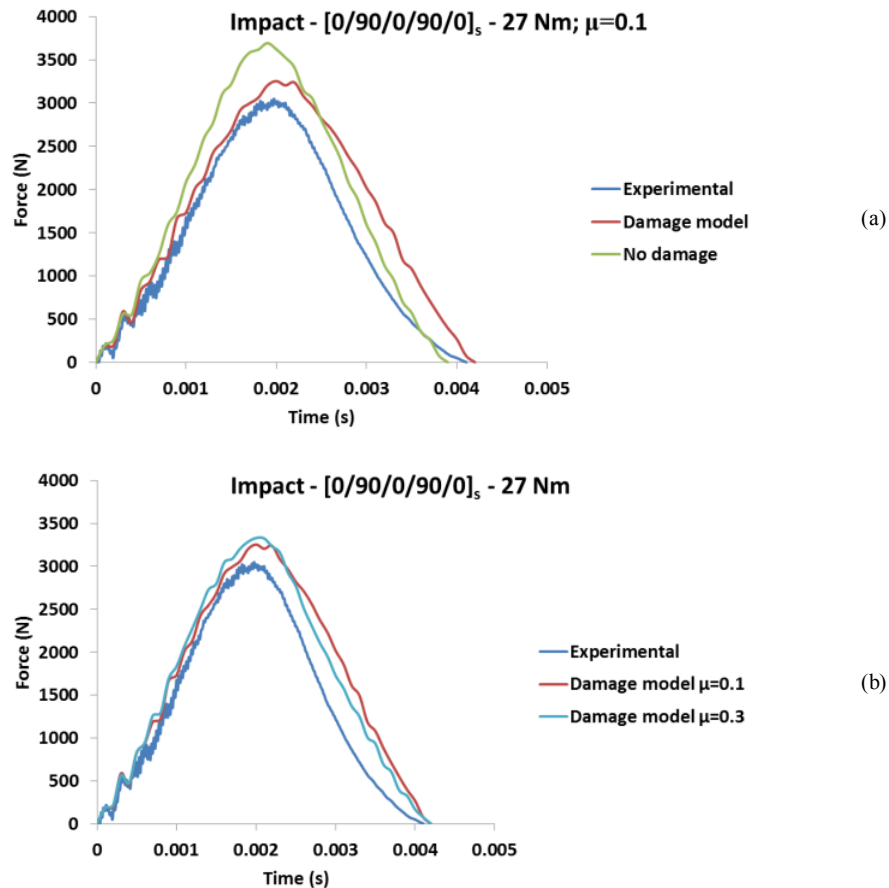 Impact - [0/90/0/90/0]s - 27 Nm; μ=0.1
4000
3500
3000
2500
2000
1500
1000
500
0
Force (N)
0 0.001 0.002 0.003 0.004 0.005
Time (s)
Experimental
Damage model
No damage
(a)
Impact - [0/90/0/90/0]s - 27 Nm
4000
3500
3000
2500
2000
1500
1000
500
0
Force (N)
0 0.001 0.002 0.003 0.004 0.005
Time (s)
Experimental
Damage model μ=0.1
Damage model μ=0.3
(b)